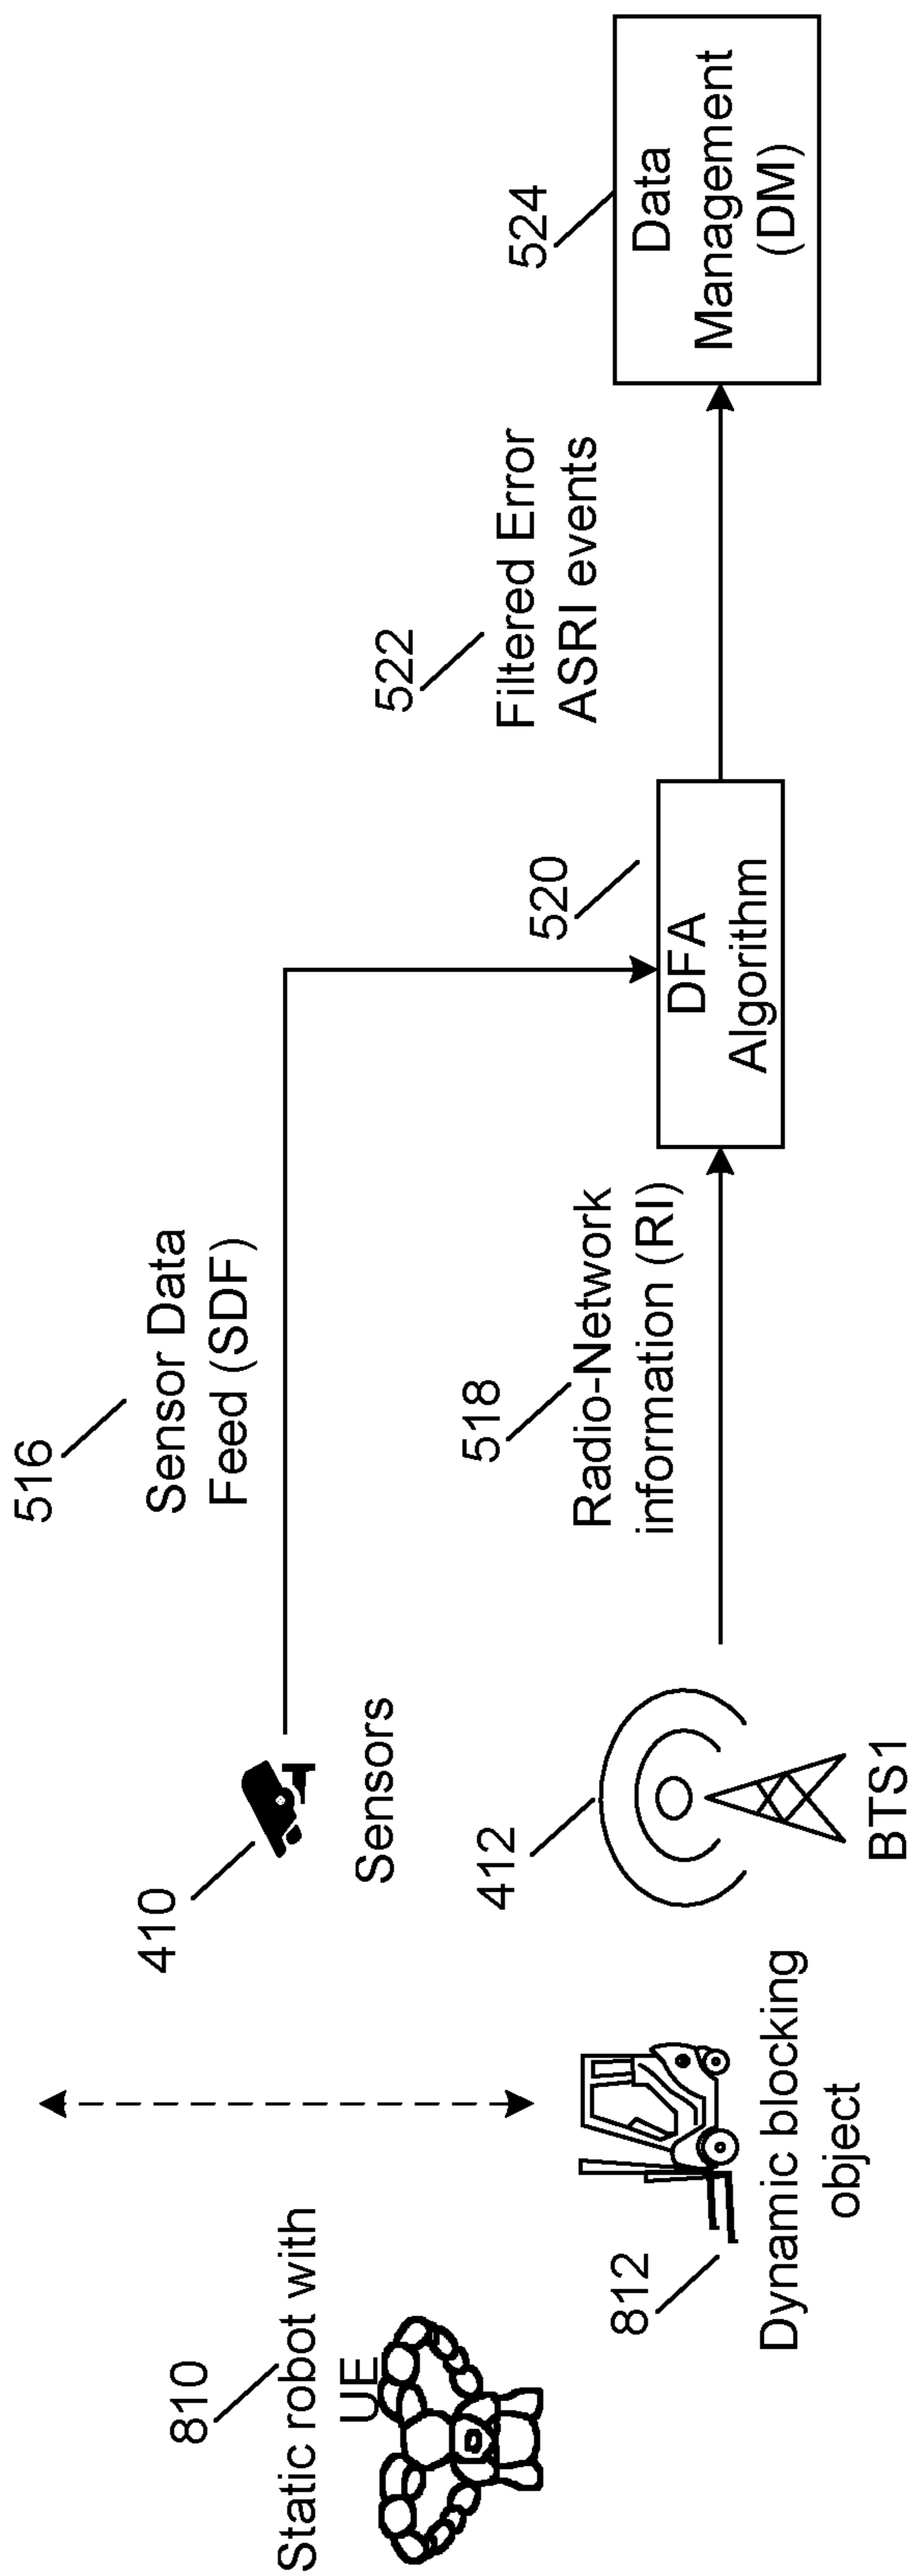 810
Static robot with
UE
812
Dynamic blocking
object
410
Sensors
412
BTS1
516
Sensor Data
Feed (SDF)
518
Radio-Network
information (RI)
520
DFA
Algorithm
522
Filtered Error
ASRI events
524
Data
Management
(DM)